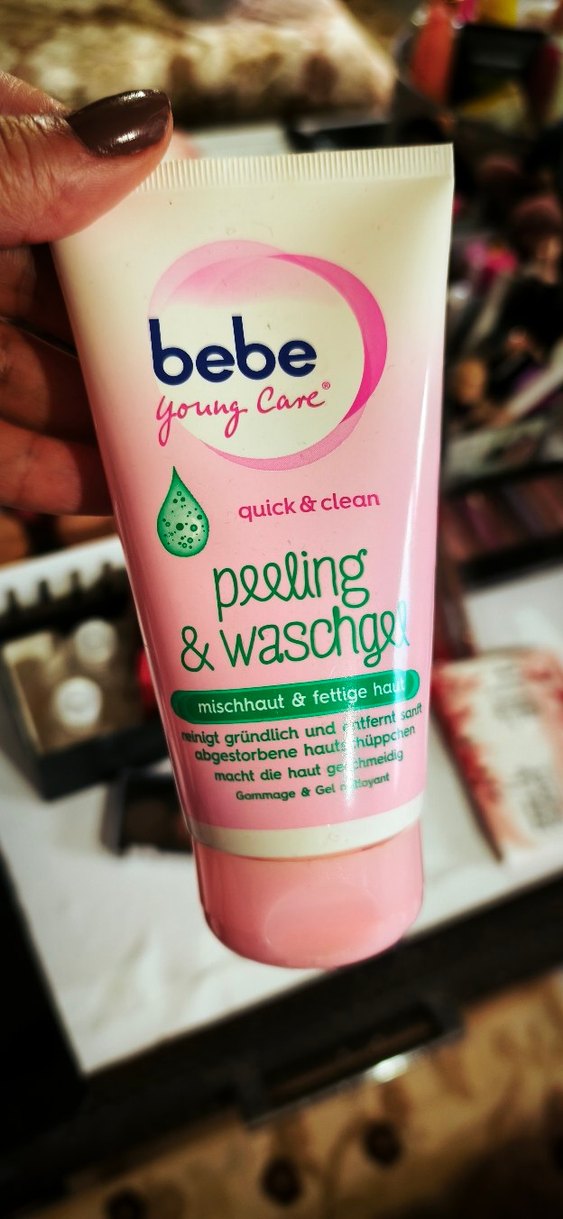 bebe
young Care®
quick & clean
peeling
& waschgel
mischhaut & fettige haut
reinigt gründlich und entfernt sanft
abgestorbene hautschüppchen
macht die haut geschmeidig
Gommage & Gel nettoyant